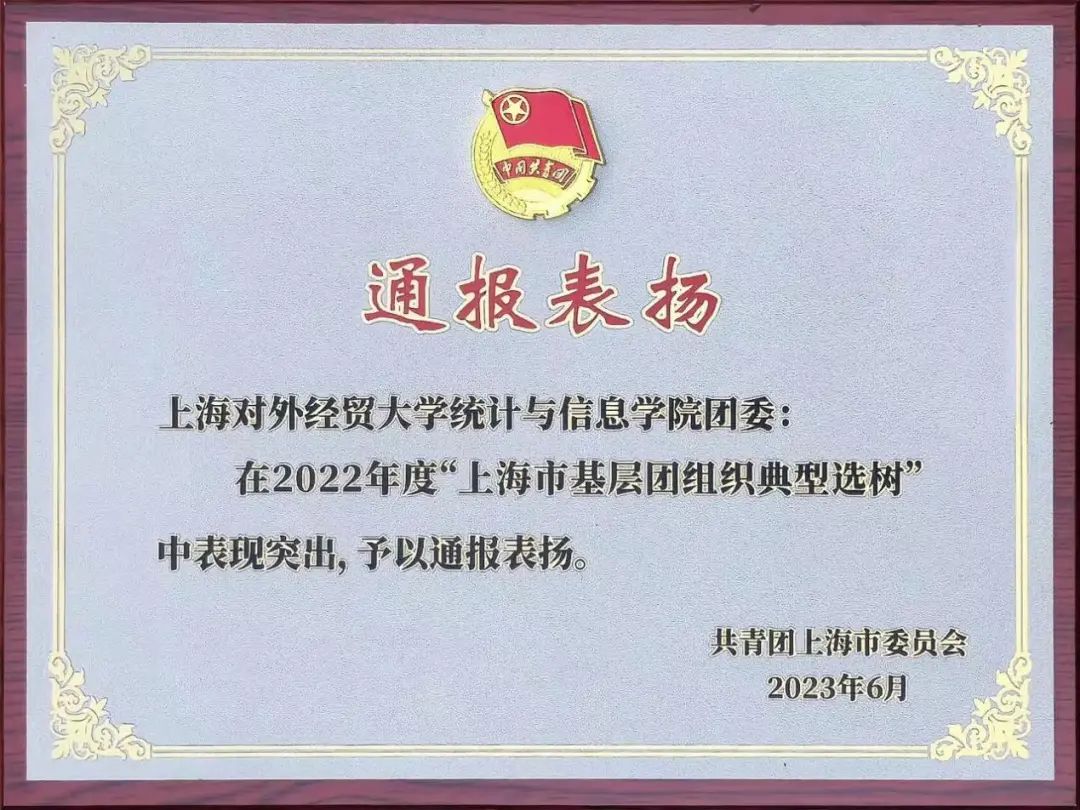 中国共青团
通报表扬
上海对外经贸大学统计与信息学院团委：
在2022年度“上海市基层团组织典型选树”
中表现突出，予以通报表扬。
共青团上海市委员会
2023年6月